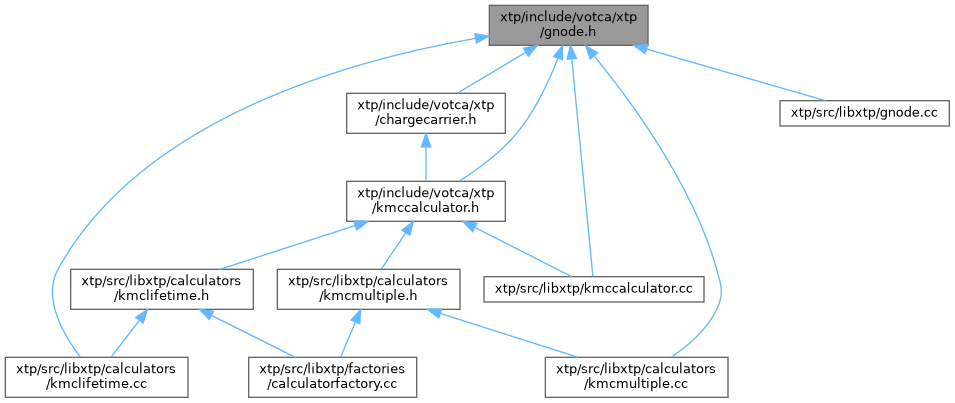 xtp/include/votca/xtp
/gnode.h
xtp/include/votca/xtp
/chargecarrier.h
xtp/src/libxtp/gnode.cc
xtp/include/votca/xtp
/kmccalculator.h
xtp/src/libxtp/calculators
/kmclifetime.h
xtp/src/libxtp/calculators
/kmcmultiple.h
xtp/src/libxtp/kmccalculator.cc
xtp/src/libxtp/calculators
/kmclifetime.cc
xtp/src/libxtp/factories
/calculatorfactory.cc
xtp/src/libxtp/calculators
/kmcmultiple.cc